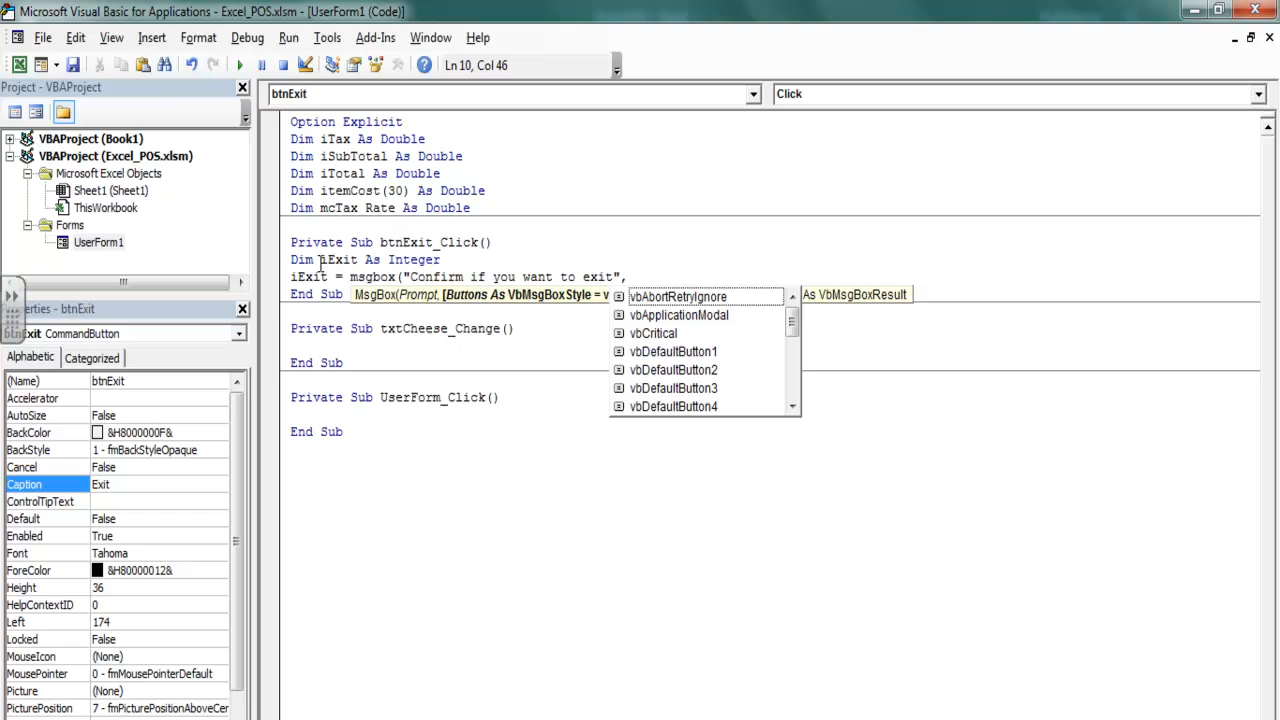 Microsoft Visual Basic for Applications - Excel_POS.xlsm - [UserForm1 (Code)]
File Edit View Insert Format Debug Run Tools Add-Ins Window Help
Ln 10, Col 46
Project - VBAProject
btnExit Click
VBAProject (Book1)
VBAProject (Excel_POS.xlsm)
Microsoft Excel Objects
Sheet1 (Sheet1)
ThisWorkbook
Forms
UserForm1
Option Explicit
Dim iTax As Double
Dim iSubTotal As Double
Dim iTotal As Double
Dim itemCost(30) As Double
Dim mcTax Rate As Double
Private Sub btnExit_Click()
Dim iExit As Integer
iExit = msgbox("Confirm if you want to exit",
End Sub
MsgBox(Prompt, [Buttons As VbMsgBoxStyle = v
As VbMsgBoxResult
vbAbortRetryIgnore
vbApplicationModal
vbCritical
vbDefaultButton1
vbDefaultButton2
vbDefaultButton3
vbDefaultButton4
Private Sub txtCheese_Change()
End Sub
Private Sub UserForm_Click()
End Sub
operties - btnExit
tnExit CommandButton
Alphabetic Categorized
(Name) btnExit
Accelerator
AutoSize False
BackColor &H8000000F&
BackStyle 1 - fmBackStyleOpaque
Cancel False
Caption Exit
ControlTipText
Default False
Enabled True
Font Tahoma
ForeColor &H80000012&
Height 36
HelpContextID 0
Left 174
Locked False
MouseIcon (None)
MousePointer 0 - fmMousePointerDefault
Picture (None)
PicturePosition 7 - fmPicturePositionAboveCer